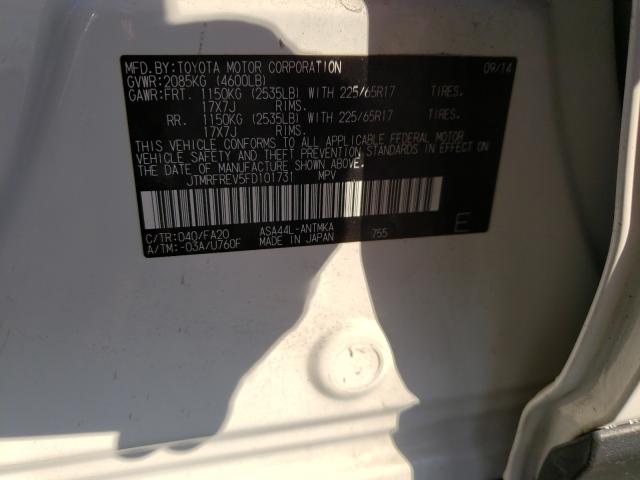 MFD. BY: TOYOTA MOTOR CORPORATION 09/14
GVWR: 2085KG (4600LB)
GAWR: FRT. 1150KG (2535LB) WITH 225/65R17 TIRES.
17X7J RIMS.
RR. 1150KG (2535LB) WITH 225/65R17 TIRES.
17X7J RIMS.
THIS VEHICLE CONFORMS TO ALL APPLICABLE FEDERAL MOTOR
VEHICLE SAFETY AND THEFT PREVENTION STANDARDS IN EFFECT ON
THE DATE OF MANUFACTURE SHOWN ABOVE.
JTMRFREV5FD101731 MPV
C/TR: 040/FA20 ASA44L-ANTMKA 755 E
A/TM: -03A/U760F MADE IN JAPAN